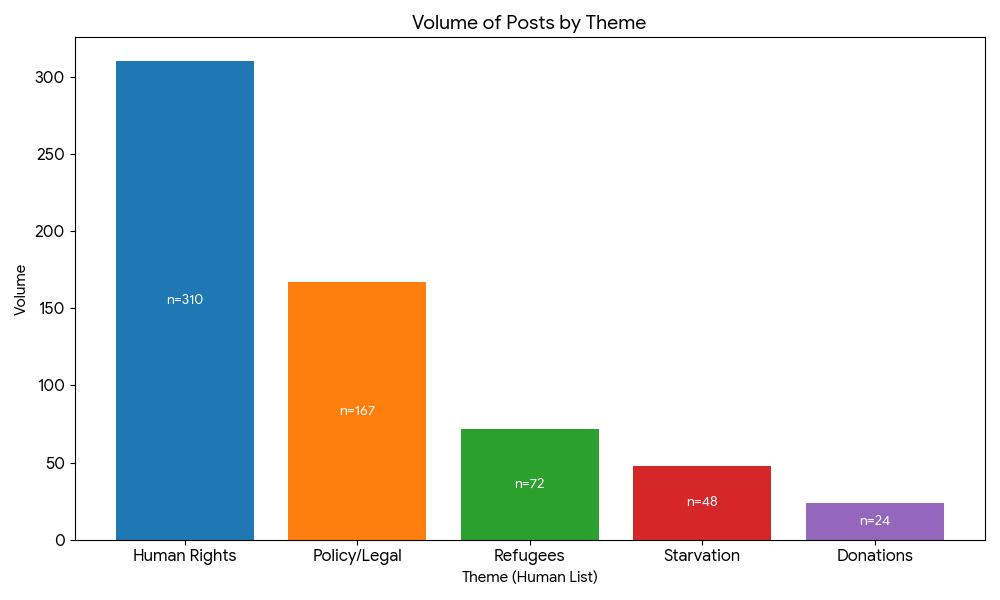 Volume of Posts by Theme
Volume
300
250
200
150
100
50
0
n=310
n=167
n=72
n=48
n=24
Human Rights
Policy/Legal
Refugees
Starvation
Donations
Theme (Human List)